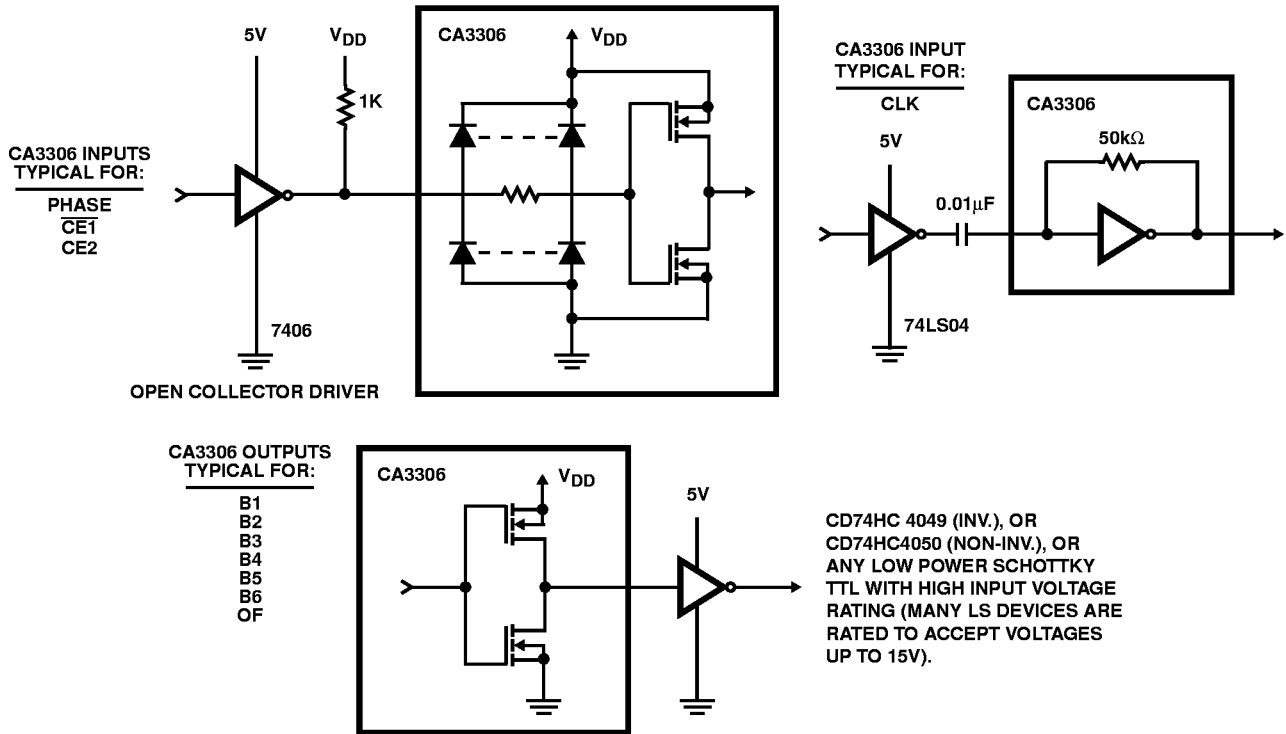 5V
VDD
1K
CA3306 INPUTS
TYPICAL FOR:
PHASE
CE1
CE2
7406
OPEN COLLECTOR DRIVER
CA3306
VDD
CA3306 INPUT
TYPICAL FOR:
CLK
5V
0.01µF
74LS04
CA3306
50kΩ
CA3306 OUTPUTS
TYPICAL FOR:
B1
B2
B3
B4
B5
B6
OF
CA3306
VDD
5V
CD74HC 4049 (INV.), OR
CD74HC4050 (NON-INV.), OR
ANY LOW POWER SCHOTTKY
TTL WITH HIGH INPUT VOLTAGE
RATING (MANY LS DEVICES ARE
RATED TO ACCEPT VOLTAGES
UP TO 15V).